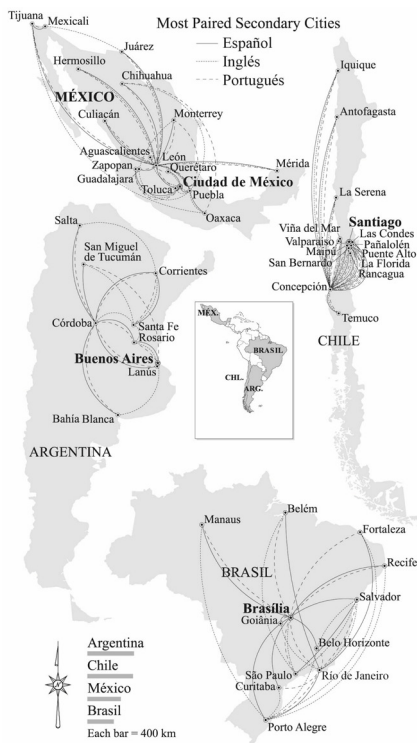 Most Paired Secondary Cities
Español
Inglés
Portugués
Tijuana
Mexicali
Juárez
Hermosillo
Chihuahua
MÉXICO
Culiacán
Monterrey
Aguascalientes
León
Zapopan
Querétaro
Guadalajara
Mérida
Ciudad de México
Toluca
Puebla
Oaxaca
Iquique
Antofagasta
La Serena
Santiago
Viña del Mar
Las Condes
Valparaíso
Pañalolén
Maipú
Puente Alto
San Bernardo
La Florida
Rancagua
Concepción
Temuco
CHILE
Salta
San Miguel
de Tucumán
Corrientes
Córdoba
Santa Fe
Rosario
Buenos Aires
Lanús
Bahía Blanca
ARGENTINA
MÉX.
BRASIL
CHL.
ARG.
Belém
Manaus
Fortaleza
BRASIL
Recife
Brasília
Salvador
Goiânia
Belo Horizonte
São Paulo
Río de Janeiro
Curitaba
Porto Alegre
N
Argentina
Chile
México
Brasil
Each bar = 400 km